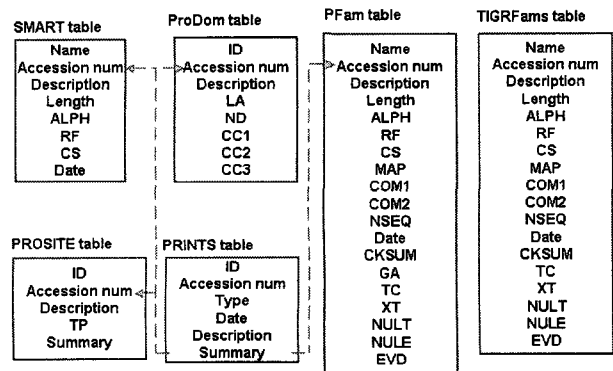 SMART table
Name
Accession num
Description
Length
ALPH
RF
CS
Date
ProDom table
ID
Accession num
Description
LA
ND
CC1
CC2
CC3
PFam table
Name
Accession num
Description
Length
ALPH
RF
CS
MAP
COM1
COM2
NSEQ
Date
CKSUM
GA
TC
XT
NULT
NULE
EVD
TIGRFams table
Name
Accession num
Description
Length
ALPH
RF
CS
MAP
COM1
COM2
NSEQ
Date
CKSUM
TC
XT
NULT
NULE
EVD
PROSITE table
ID
Accession num
Description
TP
Summary
PRINTS table
ID
Accession num
Type
Date
Description
Summary